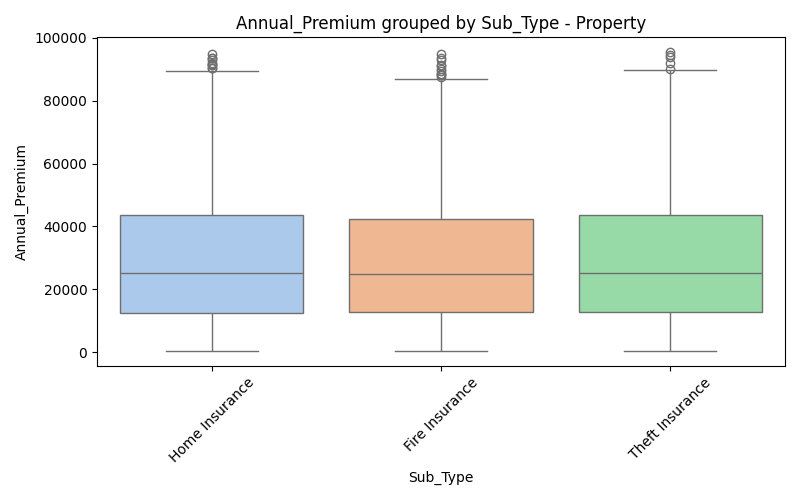 Annual_Premium grouped by Sub_Type - Property
Annual_Premium
100000
80000
60000
40000
20000
0
Home Insurance
Fire Insurance
Theft Insurance
Sub_Type